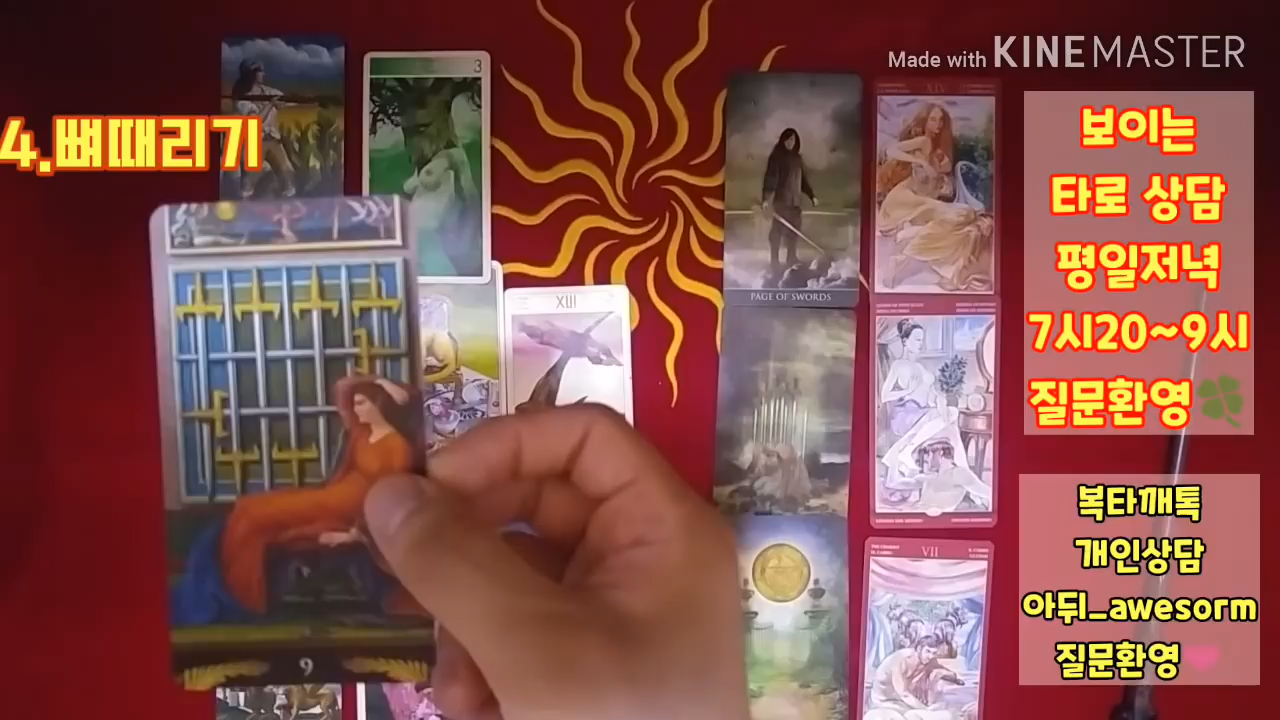 Made with KINEMASTER
4.뼈때리기
3
XIII
9
PAGE OF SWORDS
XIV
VII
보이는
타로 상담
평일저녁
7시20~9시
질문환영🍀
복타깨톡
개인상담
아뒤_awesorm
질문환영